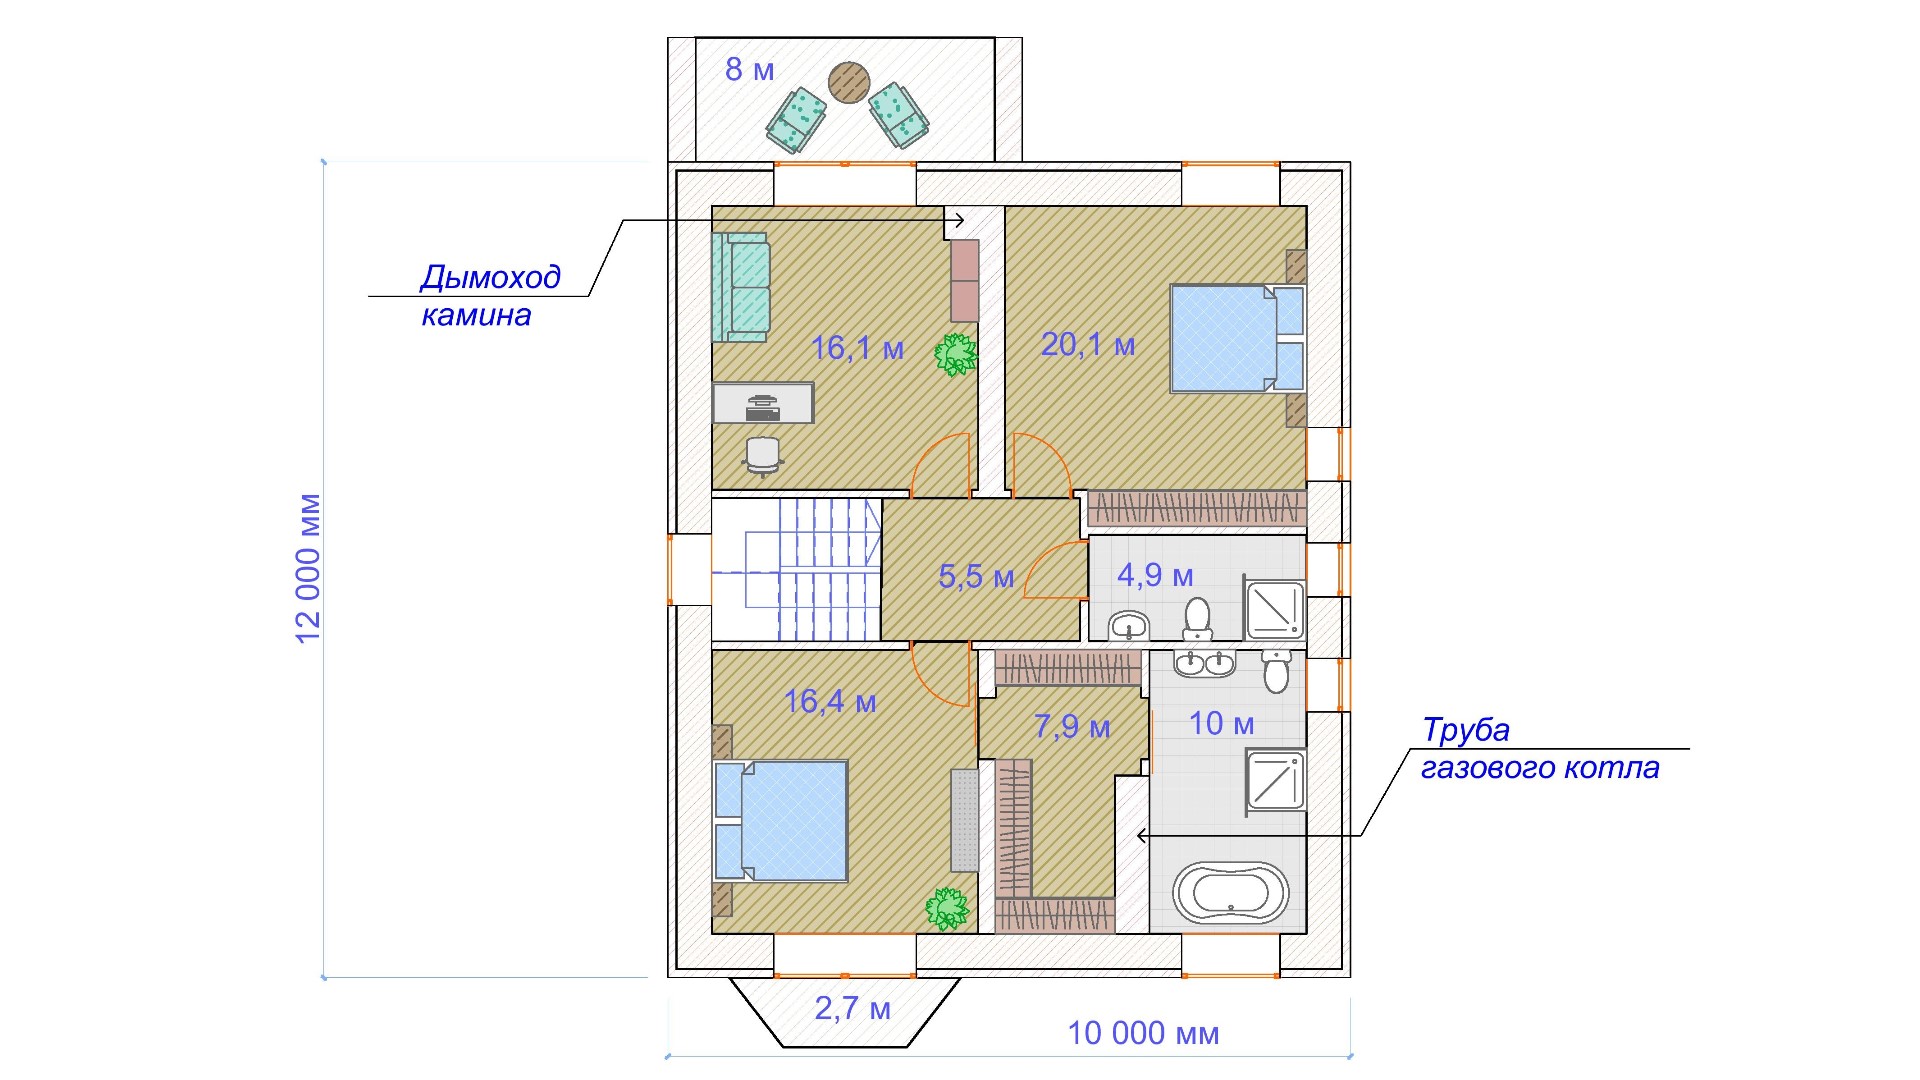 8 м
Дымоход
камина
16,1 м
20,1 м
12 000 мм
5,5 м
4,9 м
16,4 м
7,9 м
10 м
Труба
газового котла
2,7 м
10 000 мм